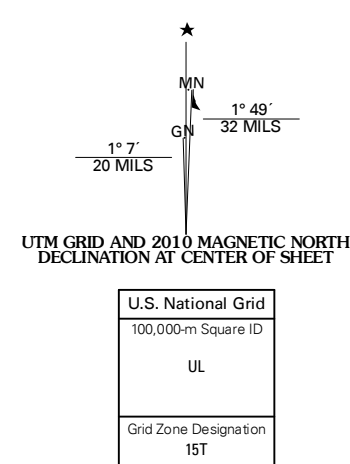 ★
MN
1° 49´
32 MILS
GN
1° 7´
20 MILS
UTM GRID AND 2010 MAGNETIC NORTH
DECLINATION AT CENTER OF SHEET
U.S. National Grid
100,000-m Square ID
UL
Grid Zone Designation
15T